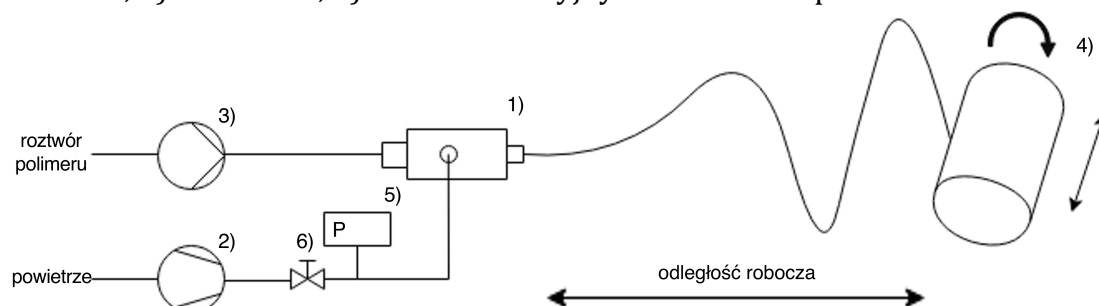 1)
4)
3)
roztwór
polimeru
5)
P
2)
6)
powietrze
odległość robocza